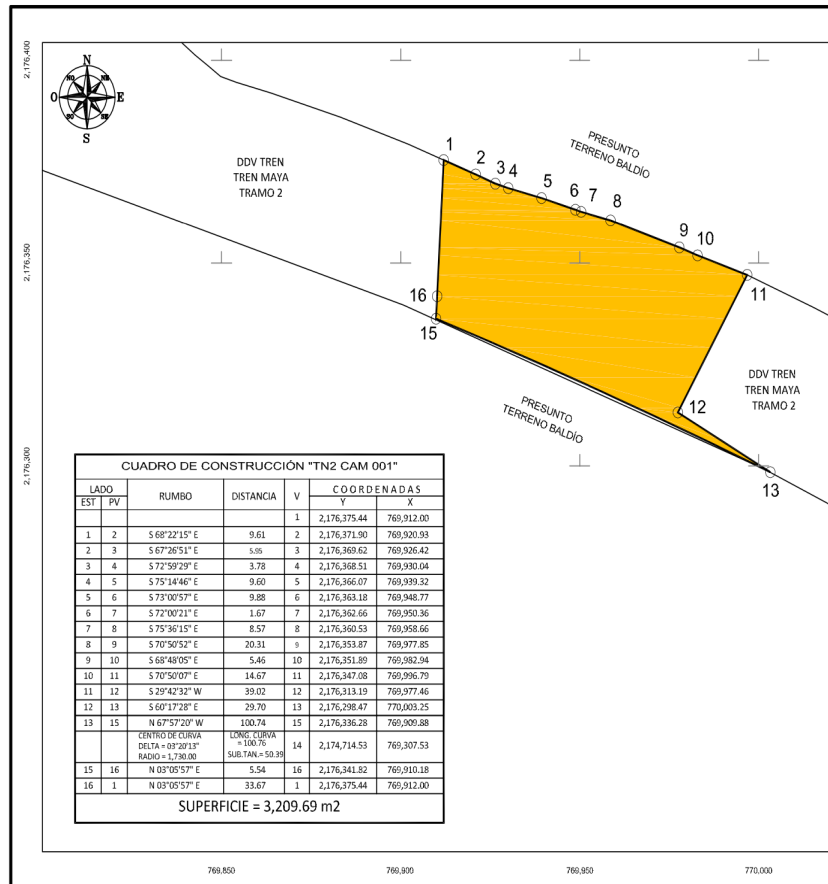 2,176,400
N
NO
NE
O
E
SO
SE
S
DDV TREN
TREN MAYA
TRAMO 2
PRESUNTO
TERRENO BALDÍO
1
2
3
4
5
6
7
8
9
10
11
2,176,350
16
15
DDV TREN
TREN MAYA
TRAMO 2
12
PRESUNTO
TERRENO BALDÍO
2,176,300
13
CUADRO DE CONSTRUCCIÓN "TN2 CAM 001"
LADO RUMBO DISTANCIA V COORDENADAS
EST PV Y X
1 2,176,375.44 769,912.00
1 2 S 68°22'15" E 9.61 2 2,176,371.90 769,920.93
2 3 S 67°26'51" E 5.95 3 2,176,369.62 769,926.42
3 4 S 72°59'29" E 3.78 4 2,176,368.51 769,930.04
4 5 S 75°14'46" E 9.60 5 2,176,366.07 769,939.32
5 6 S 73°00'57" E 9.88 6 2,176,363.18 769,948.77
6 7 S 72°00'21" E 1.67 7 2,176,362.66 769,950.36
7 8 S 75°36'15" E 8.57 8 2,176,360.53 769,958.66
8 9 S 70°50'52" E 20.31 9 2,176,353.87 769,977.85
9 10 S 68°48'05" E 5.46 10 2,176,351.89 769,982.94
10 11 S 70°50'07" E 14.67 11 2,176,347.08 769,996.79
11 12 S 29°42'32" W 39.02 12 2,176,313.19 769,977.46
12 13 S 60°17'28" E 29.70 13 2,176,298.47 770,003.25
13 15 N 67°57'20" W 100.74 15 2,176,336.28 769,909.88
CENTRO DE CURVA LONG. CURVA
DELTA = 03°20'13" = 100.76 14 2,174,714.53 769,307.53
RADIO = 1,730.00 SUB.TAN.= 50.39
15 16 N 03°05'57" E 5.54 16 2,176,341.82 769,910.18
16 1 N 03°05'57" E 33.67 1 2,176,375.44 769,912.00
SUPERFICIE = 3,209.69 m2
769,850 769,900 769,950 770,000